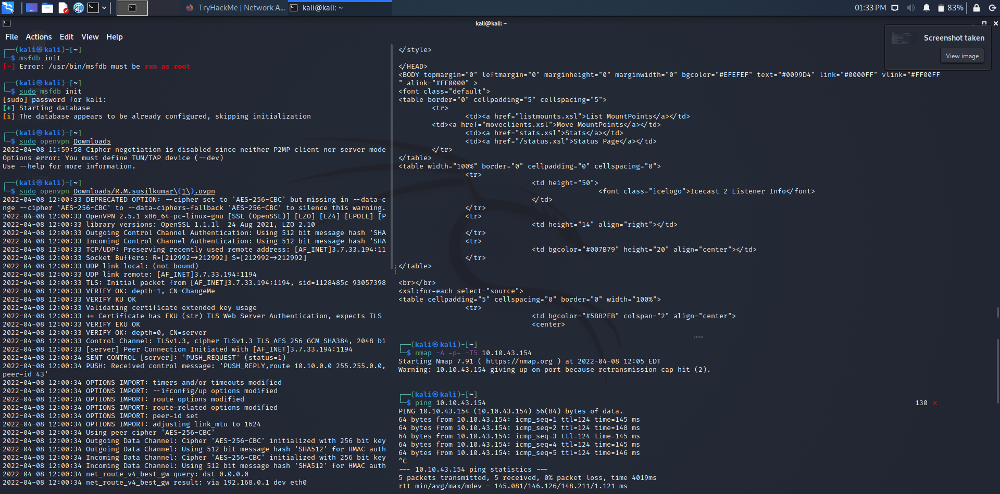 TryHackMe | Network A...
kali@kali: ~
01:33 PM
83%
kali@kali: ~
File Actions Edit View Help
Screenshot taken
View image
┌──(kali㉿kali)-[~]
└─$ msfdb init
[-] Error: /usr/bin/msfdb must be run as root
┌──(kali㉿kali)-[~]
└─$ sudo msfdb init
[sudo] password for kali:
[+] Starting database
[i] The database appears to be already configured, skipping initialization
┌──(kali㉿kali)-[~]
└─$ sudo openvpn Downloads
2022-04-08 11:59:58 Cipher negotiation is disabled since neither P2MP client nor server mode
Options error: You must define TUN/TAP device (--dev)
Use --help for more information.
┌──(kali㉿kali)-[~]
└─$ sudo openvpn Downloads/R.M.susilkumar\(1\).ovpn
2022-04-08 12:00:33 DEPRECATED OPTION: --cipher set to 'AES-256-CBC' but missing in --data-c
nge --cipher 'AES-256-CBC' to --data-ciphers-fallback 'AES-256-CBC' to silence this warning.
2022-04-08 12:00:33 OpenVPN 2.5.1 x86_64-pc-linux-gnu [SSL (OpenSSL)] [LZO] [LZ4] [EPOLL] [P
2022-04-08 12:00:33 library versions: OpenSSL 1.1.1l  24 Aug 2021, LZO 2.10
2022-04-08 12:00:33 Outgoing Control Channel Authentication: Using 512 bit message hash 'SHA
2022-04-08 12:00:33 Incoming Control Channel Authentication: Using 512 bit message hash 'SHA
2022-04-08 12:00:33 TCP/UDP: Preserving recently used remote address: [AF_INET]3.7.33.194:11
2022-04-08 12:00:33 Socket Buffers: R=[212992->212992] S=[212992->212992]
2022-04-08 12:00:33 UDP link local: (not bound)
2022-04-08 12:00:33 UDP link remote: [AF_INET]3.7.33.194:1194
2022-04-08 12:00:33 TLS: Initial packet from [AF_INET]3.7.33.194:1194, sid=1128485c 93057398
2022-04-08 12:00:33 VERIFY OK: depth=1, CN=ChangeMe
2022-04-08 12:00:33 VERIFY KU OK
2022-04-08 12:00:33 Validating certificate extended key usage
2022-04-08 12:00:33 ++ Certificate has EKU (str) TLS Web Server Authentication, expects TLS
2022-04-08 12:00:33 VERIFY EKU OK
2022-04-08 12:00:33 VERIFY OK: depth=0, CN=server
2022-04-08 12:00:33 Control Channel: TLSv1.3, cipher TLSv1.3 TLS_AES_256_GCM_SHA384, 2048 bi
2022-04-08 12:00:33 [server] Peer Connection Initiated with [AF_INET]3.7.33.194:1194
2022-04-08 12:00:34 SENT CONTROL [server]: 'PUSH_REQUEST' (status=1)
2022-04-08 12:00:34 PUSH: Received control message: 'PUSH_REPLY,route 10.10.0.0 255.255.0.0,
peer-id 43'
2022-04-08 12:00:34 OPTIONS IMPORT: timers and/or timeouts modified
2022-04-08 12:00:34 OPTIONS IMPORT: --ifconfig/up options modified
2022-04-08 12:00:34 OPTIONS IMPORT: route options modified
2022-04-08 12:00:34 OPTIONS IMPORT: route-related options modified
2022-04-08 12:00:34 OPTIONS IMPORT: peer-id set
2022-04-08 12:00:34 OPTIONS IMPORT: adjusting link_mtu to 1624
2022-04-08 12:00:34 Using peer cipher 'AES-256-CBC'
2022-04-08 12:00:34 Outgoing Data Channel: Cipher 'AES-256-CBC' initialized with 256 bit key
2022-04-08 12:00:34 Outgoing Data Channel: Using 512 bit message hash 'SHA512' for HMAC auth
2022-04-08 12:00:34 Incoming Data Channel: Cipher 'AES-256-CBC' initialized with 256 bit key
2022-04-08 12:00:34 Incoming Data Channel: Using 512 bit message hash 'SHA512' for HMAC auth
2022-04-08 12:00:34 net_route_v4_best_gw query: dst 0.0.0.0
2022-04-08 12:00:34 net_route_v4_best_gw result: via 192.168.0.1 dev eth0
</style>
</HEAD>
<BODY topmargin="0" leftmargin="0" marginheight="0" marginwidth="0" bgcolor="#EFEFEF" text="#0099D4" link="#0000FF" vlink="#FF00FF
" alink="#FF0000" >
<font class="default">
<table border="0" cellpadding="5" cellspacing="5">
<tr>
<td><a href="listmounts.xsl">List MountPoints</a></td>
<td><a href="moveclients.xsl">Move MountPoints</a></td>
<td><a href="stats.xsl">Stats</a></td>
<td><a href="/status.xsl">Status Page</a></td>
</tr>
</table>
<table width="100%" border="0" cellpadding="0" cellspacing="0">
<tr>
<td height="50">
<font class="icelogo">Icecast 2 Listener Info</font>
</td>
</tr>
<tr>
<td height="14" align="right"></td>
</tr>
<tr>
<td bgcolor="#007B79" height="20" align="center"></td>
</tr>
</table>
<br></br>
<xsl:for-each select="source">
<table cellpadding="5" cellspacing="0" border="0" width="100%">
<tr>
<td bgcolor="#5BB2EB" colspan="2" align="center">
<center>
┌──(kali㉿kali)-[~]
└─$ nmap -A -p- -T5 10.10.43.154
Starting Nmap 7.91 ( https://nmap.org ) at 2022-04-08 12:05 EDT
Warning: 10.10.43.154 giving up on port because retransmission cap hit (2).
┌──(kali㉿kali)-[~]
└─$ ping 10.10.43.154 130 ⨯
PING 10.10.43.154 (10.10.43.154) 56(84) bytes of data.
64 bytes from 10.10.43.154: icmp_seq=1 ttl=124 time=145 ms
64 bytes from 10.10.43.154: icmp_seq=2 ttl=124 time=148 ms
64 bytes from 10.10.43.154: icmp_seq=3 ttl=124 time=145 ms
64 bytes from 10.10.43.154: icmp_seq=4 ttl=124 time=145 ms
64 bytes from 10.10.43.154: icmp_seq=5 ttl=124 time=146 ms
^C
--- 10.10.43.154 ping statistics ---
5 packets transmitted, 5 received, 0% packet loss, time 4019ms
rtt min/avg/max/mdev = 145.081/146.126/148.211/1.121 ms